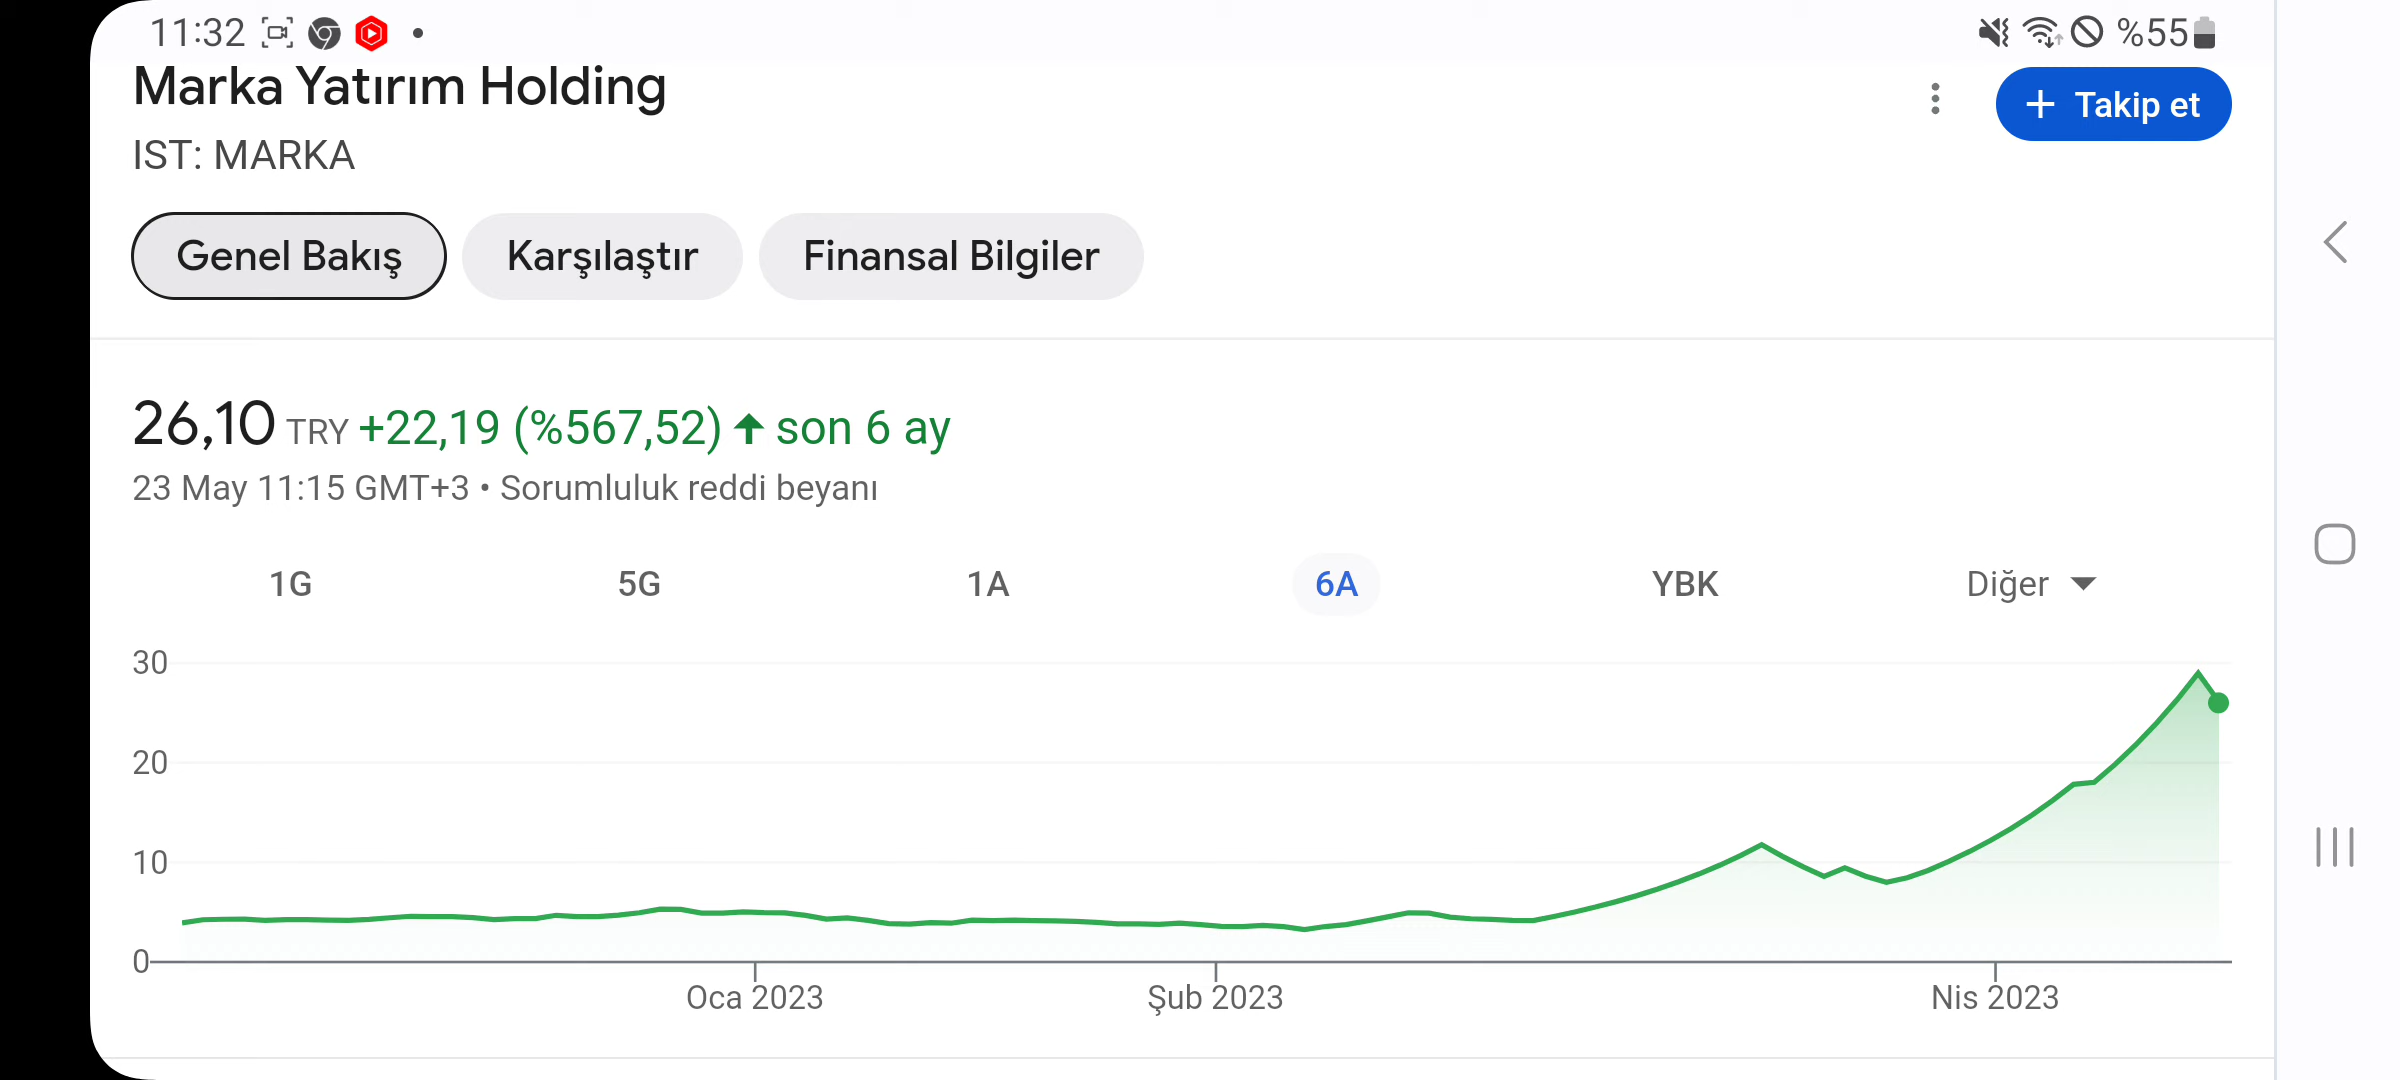 11:32
%55
Marka Yatırım Holding
+ Takip et
IST: MARKA
Genel Bakış Karşılaştır Finansal Bilgiler
26,10 TRY +22,19 (%567,52) ↑ son 6 ay
23 May 11:15 GMT+3 • Sorumluluk reddi beyanı
1G 5G 1A 6A YBK Diğer
30
20
10
0
Oca 2023 Şub 2023 Nis 2023